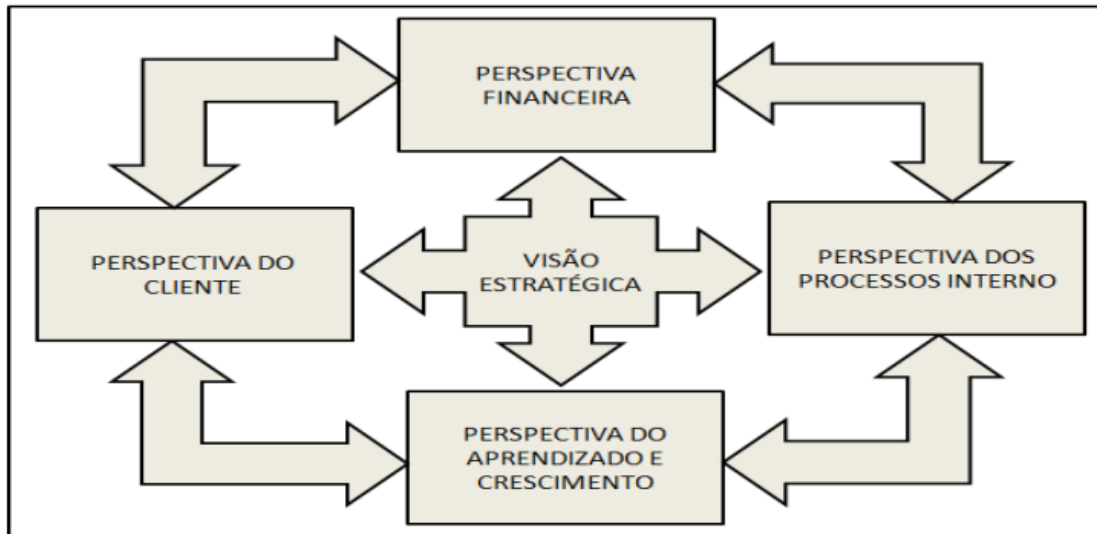 PERSPECTIVA
FINANCEIRA
PERSPECTIVA DO
CLIENTE
VISÃO
ESTRATÉGICA
PERSPECTIVA DOS
PROCESSOS INTERNO
PERSPECTIVA DO
APRENDIZADO E
CRESCIMENTO